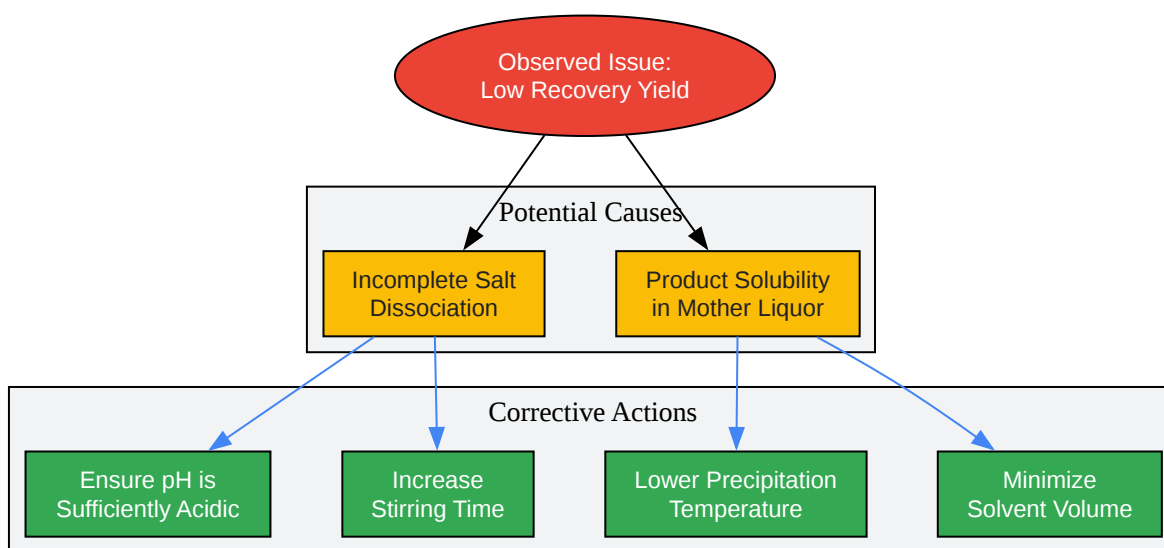 Observed Issue:
Low Recovery Yield
Potential Causes
Incomplete Salt
Dissociation
Product Solubility
in Mother Liquor
Corrective Actions
Ensure pH is
Sufficiently Acidic
Increase
Stirring Time
Lower Precipitation
Temperature
Minimize
Solvent Volume